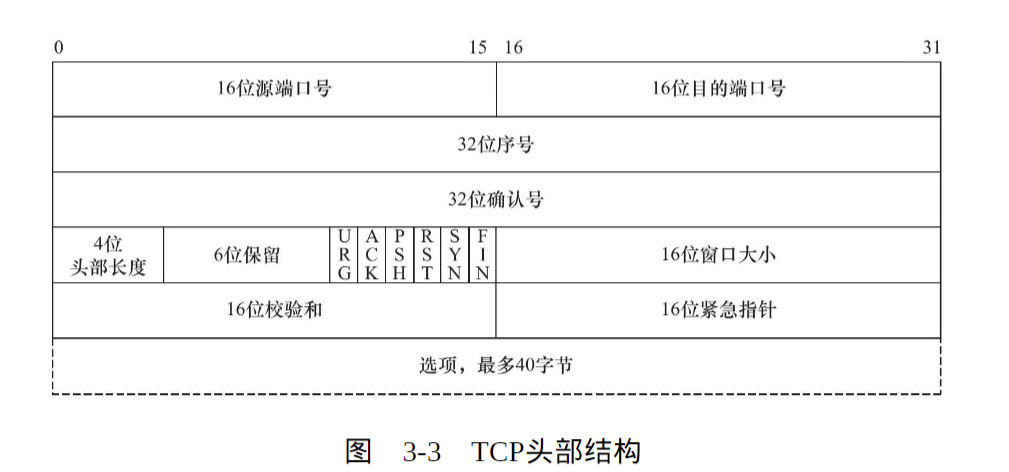 0 15 16 31
16位源端口号 16位目的端口号
32位序号
32位确认号
4位
头部长度
6位保留
URG
ACK
PSH
RST
SYN
FIN
16位窗口大小
16位校验和 16位紧急指针
选项，最多40字节
图 3-3 TCP头部结构